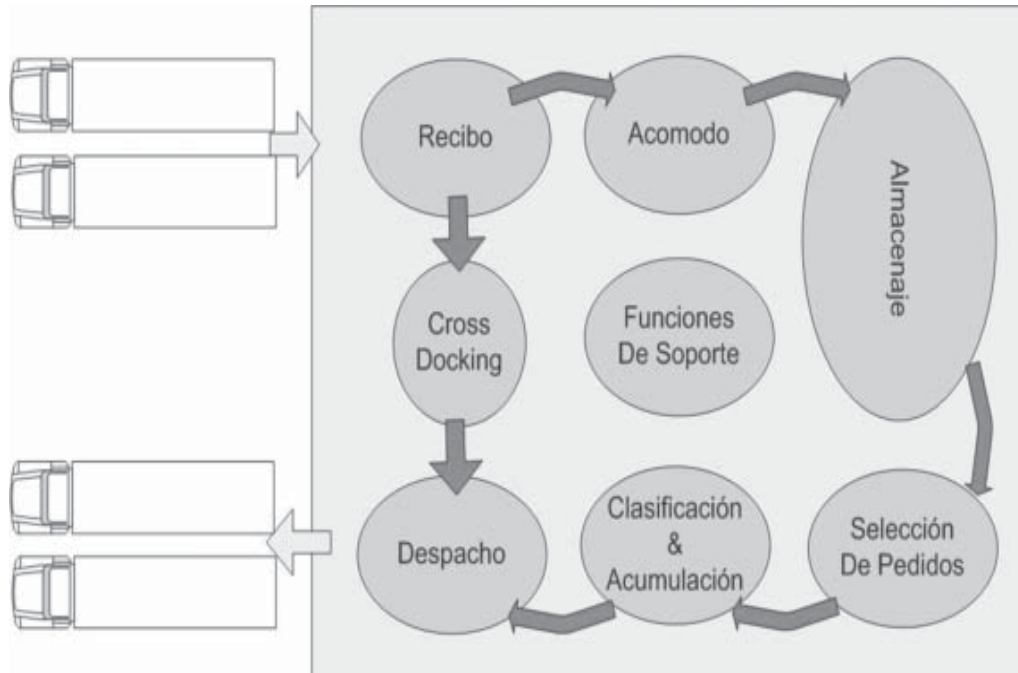 Recibo
Acomodo
Almacenaje
Cross
Docking
Funciones
De Soporte
Despacho
Clasificación
&
Acumulación
Selección
De Pedidos